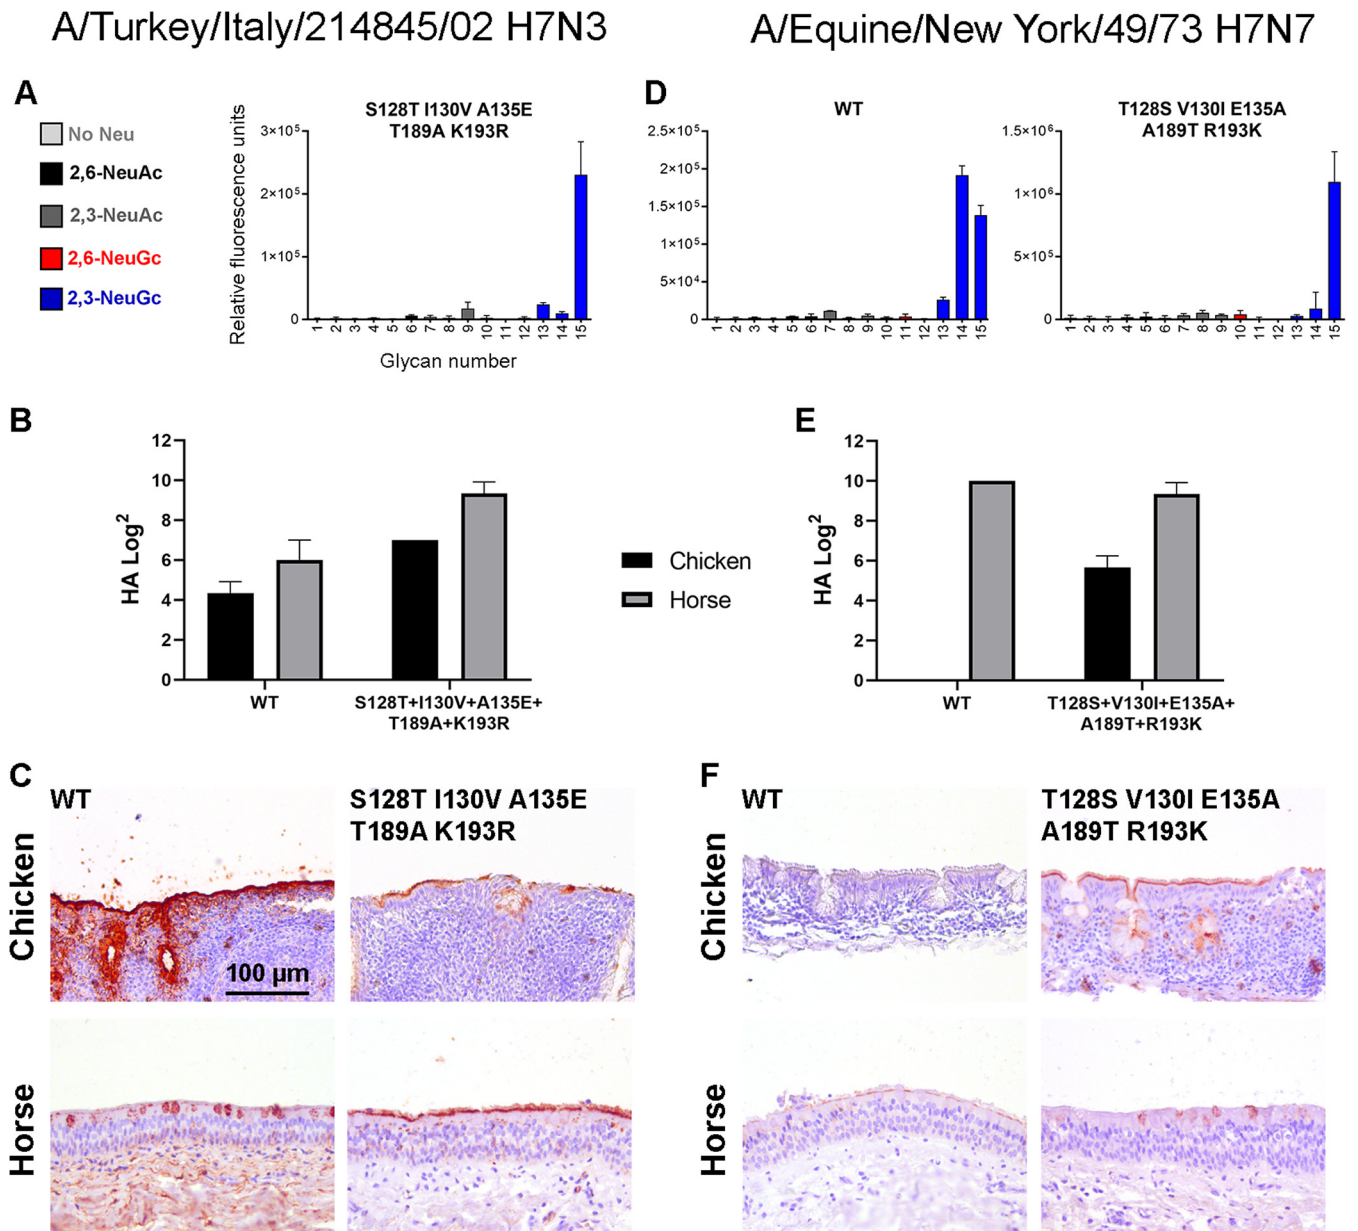 A/Turkey/Italy/214845/02 H7N3
A/Equine/New York/49/73 H7N7
A
No Neu
2,6-NeuAc
2,3-NeuAc
2,6-NeuGc
2,3-NeuGc
S128T I130V A135E
T189A K193R
Relative fluorescence units
3×10⁵
2×10⁵
1×10⁵
0
1 2 3 4 5 6 7 8 9 10 11 12 13 14 15
Glycan number
D
WT
2.5×10⁵
2×10⁵
1.5×10⁵
1×10⁵
5×10⁴
0
1 2 3 4 5 6 7 8 9 10 11 12 13 14 15
T128S V130I E135A
A189T R193K
1.5×10⁶
1×10⁶
5×10⁵
0
1 2 3 4 5 6 7 8 9 10 11 12 13 14 15
B
HA Log²
12
10
8
6
4
2
0
WT
S128T+I130V+A135E+
T189A+K193R
Chicken
Horse
E
HA Log²
12
10
8
6
4
2
0
WT
T128S+V130I+E135A+
A189T+R193K
C
WT
S128T I130V A135E
T189A K193R
Chicken
100 µm
Horse
F
WT
T128S V130I E135A
A189T R193K
Chicken
Horse